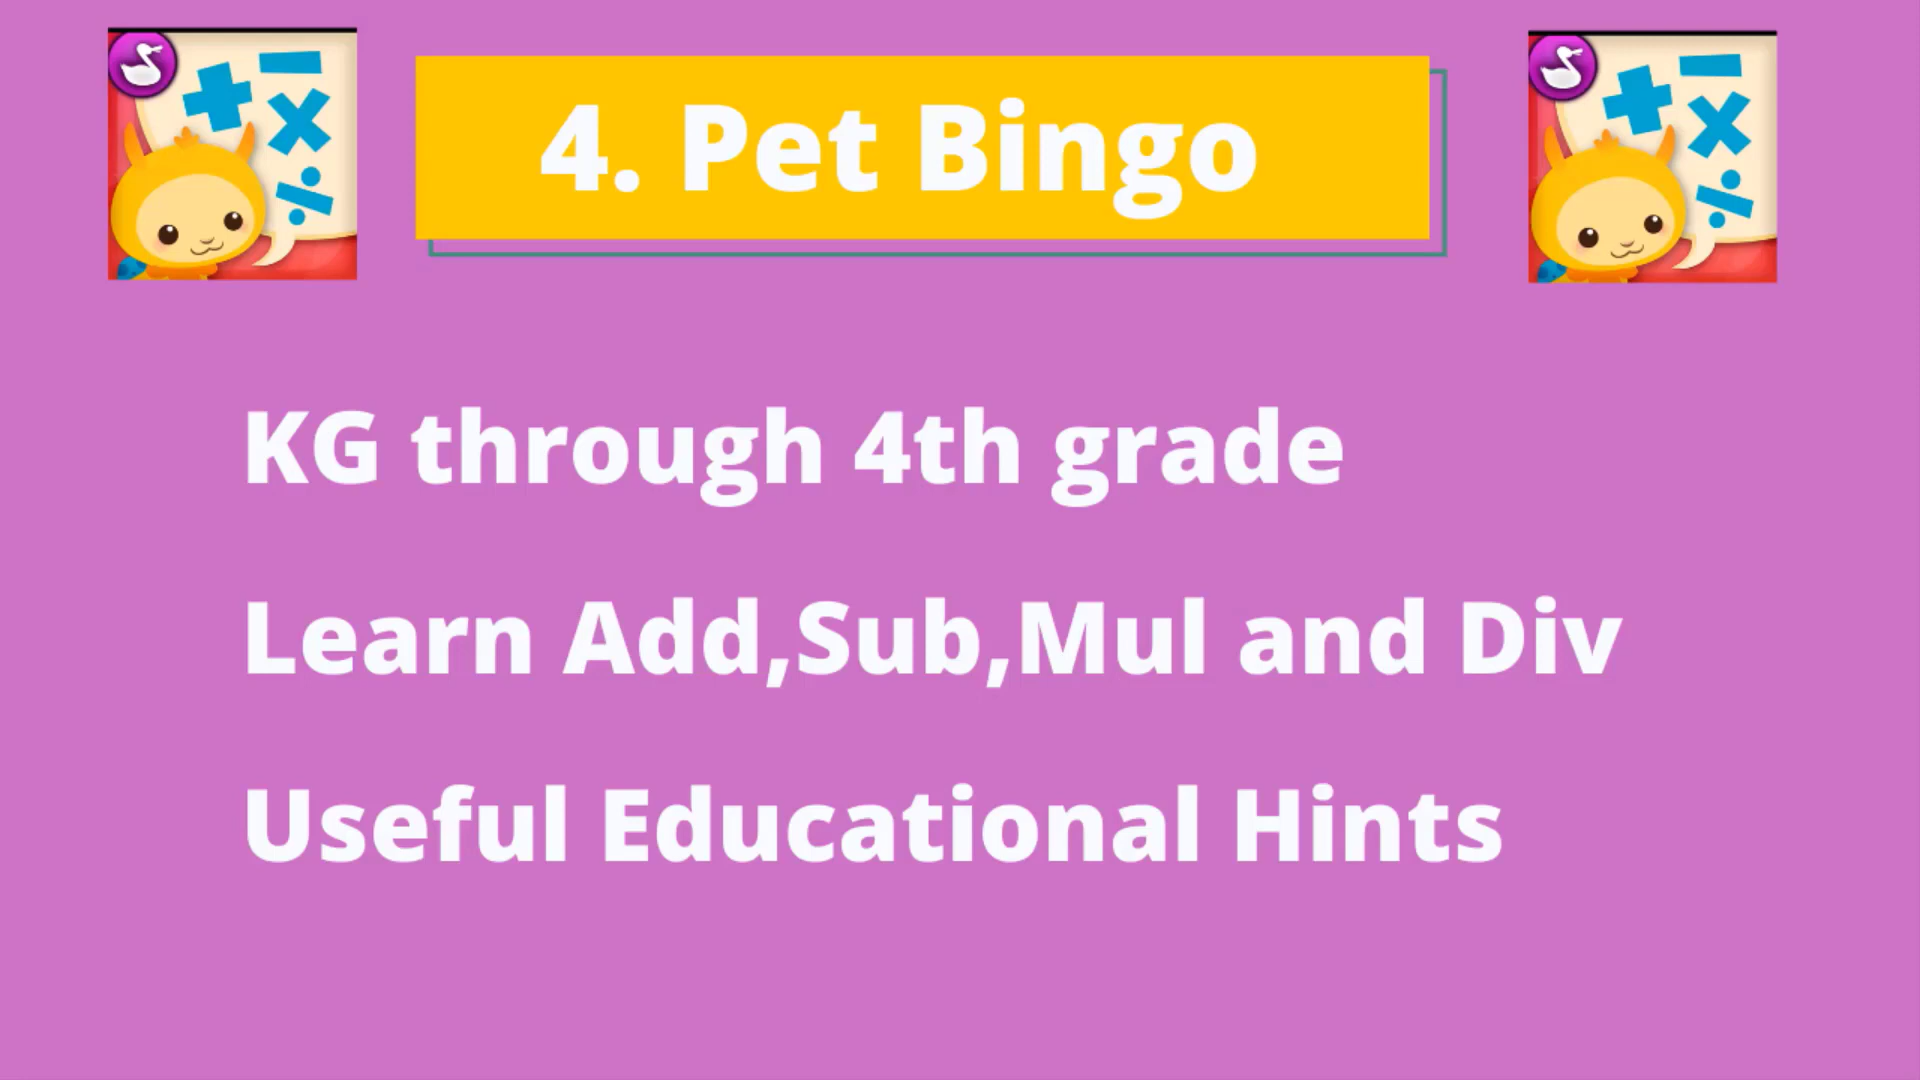 4. Pet Bingo
KG through 4th grade
Learn Add,Sub,Mul and Div
Useful Educational Hints